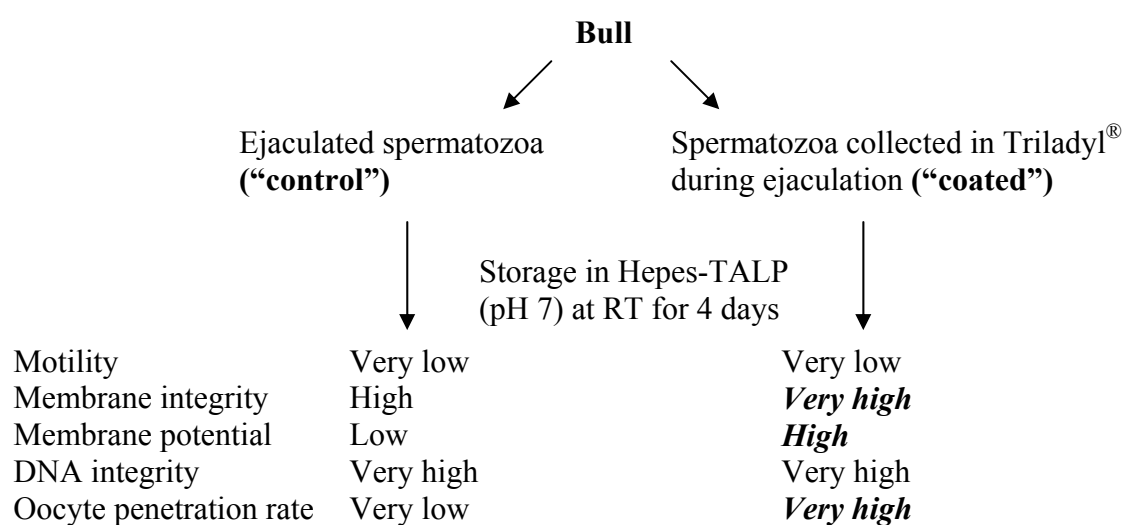 Bull
Ejaculated spermatozoa
("control")
Spermatozoa collected in Triladyl®
during ejaculation ("coated")
Storage in Hepes-TALP
(pH 7) at RT for 4 days
Motility Very low Very low
Membrane integrity High Very high
Membrane potential Low High
DNA integrity Very high Very high
Oocyte penetration rate Very low Very high